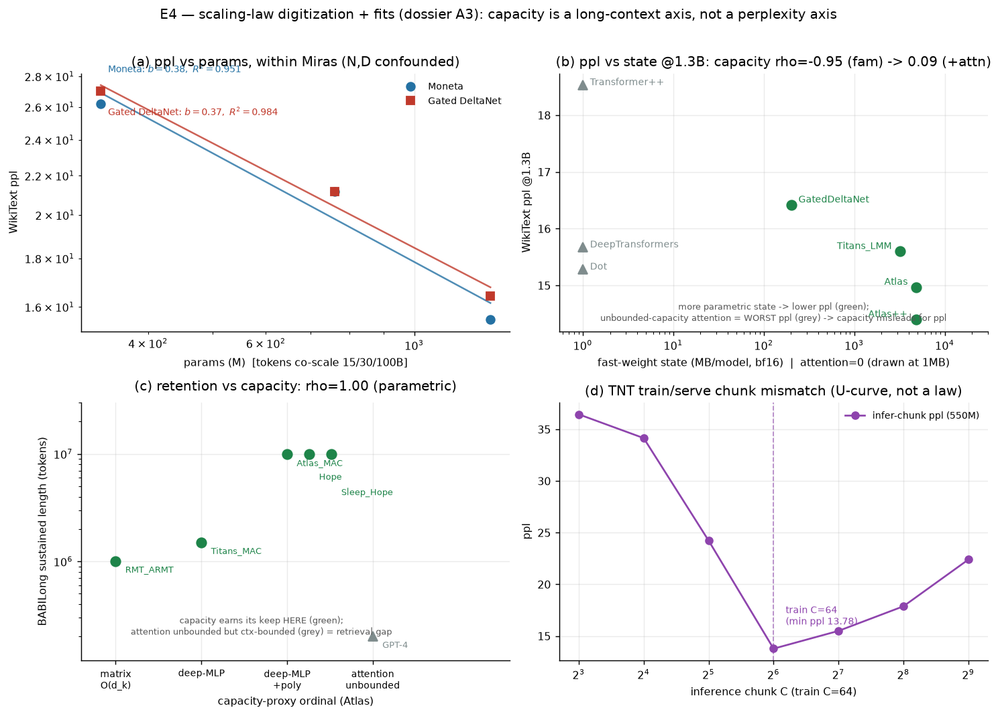 E4 — scaling-law digitization + fits (dossier A3): capacity is a long-context axis, not a perplexity axis
(a) ppl vs params, within Miras (N,D confounded)
Moneta: b = 0.38, R² = 0.951
Gated DeltaNet: b = 0.37, R² = 0.984
Moneta
Gated DeltaNet
2.8 × 10¹
2.6 × 10¹
2.4 × 10¹
2.2 × 10¹
2 × 10¹
1.8 × 10¹
1.6 × 10¹
WikiText ppl
4 × 10²
6 × 10²
10³
params (M) [tokens co-scale 15/30/100B]
(b) ppl vs state @1.3B: capacity rho=-0.95 (fam) -> 0.09 (+attn)
Transformer++
GatedDeltaNet
DeepTransformers
Titans_LMM
Dot
Atlas
Atlas++
more parametric state -> lower ppl (green);
unbounded-capacity attention = WORST ppl (grey) -> capacity misleads for ppl
18
17
16
15
WikiText ppl @1.3B
10⁰
10¹
10²
10³
10⁴
fast-weight state (MB/model, bf16) | attention=0 (drawn at 1MB)
(c) retention vs capacity: rho=1.00 (parametric)
10⁷
10⁶
BABILong sustained length (tokens)
Atlas_MAC
Hope
Sleep_Hope
Titans_MAC
RMT_ARMT
capacity earns its keep HERE (green);
attention unbounded but ctx-bounded (grey) = retrieval gap
GPT-4
matrix
O(d_k)
deep-MLP
deep-MLP
+poly
attention
unbounded
capacity-proxy ordinal (Atlas)
(d) TNT train/serve chunk mismatch (U-curve, not a law)
infer-chunk ppl (550M)
35
30
25
20
15
ppl
train C=64
(min ppl 13.78)
2³
2⁴
2⁵
2⁶
2⁷
2⁸
2⁹
inference chunk C (train C=64)